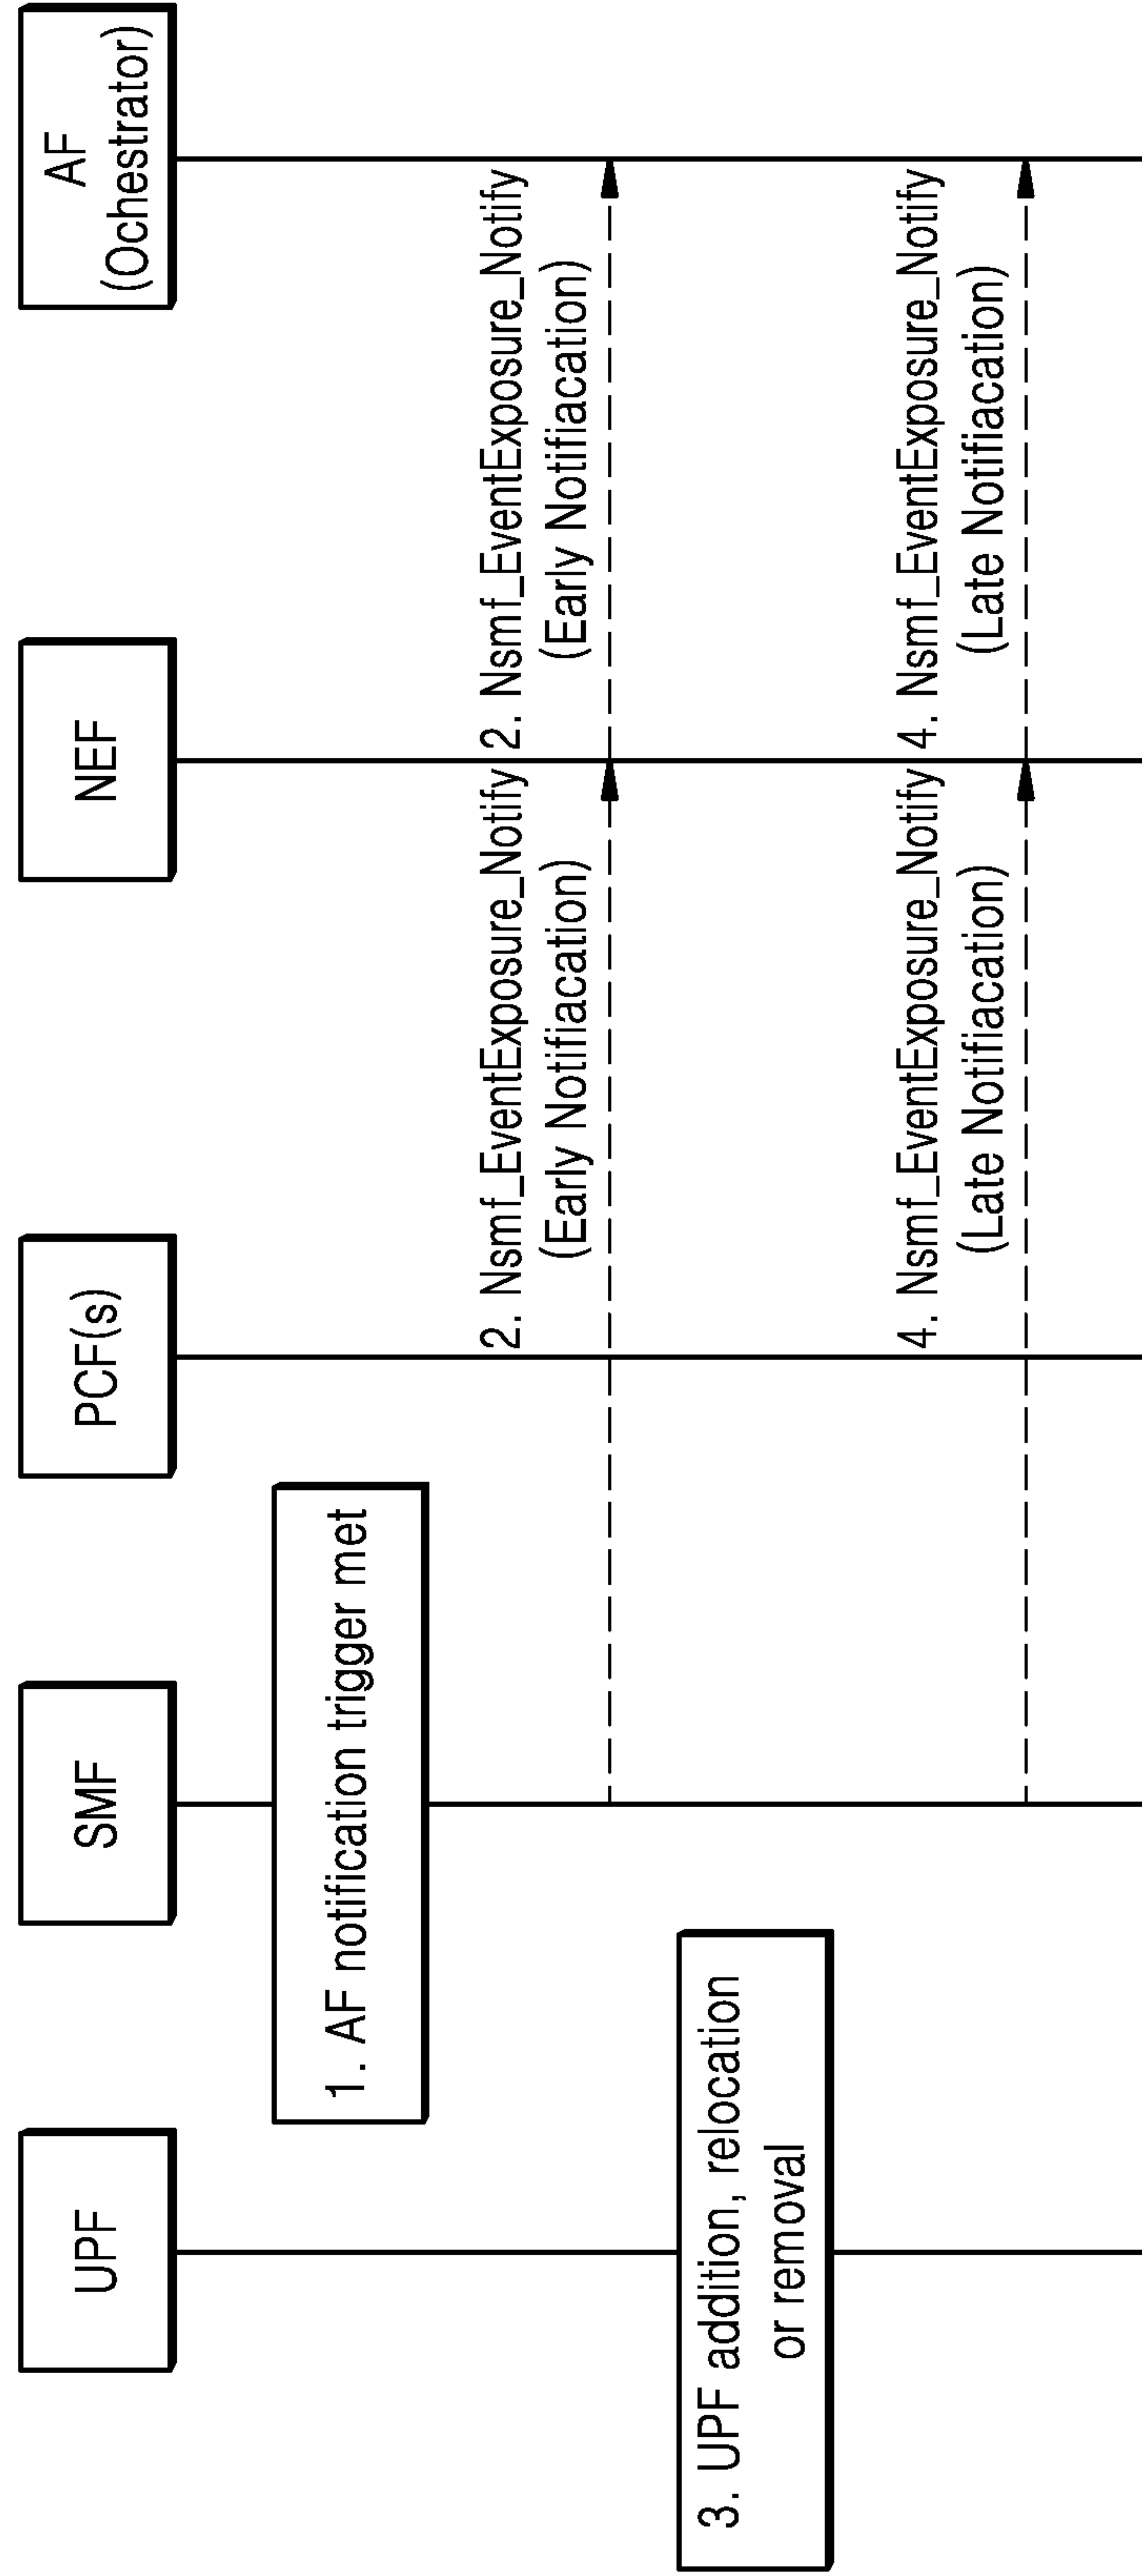 UPF
SMF
PCF(s)
NEF
AF
(Ochestrator)
1. AF notification trigger met
2. Nsmf_EventExposure_Notify
(Early Notifiacation)
2. Nsmf_EventExposure_Notify
(Early Notifiacation)
3. UPF addition, relocation
or removal
4. Nsmf_EventExposure_Notify
(Late Notifiacation)
4. Nsmf_EventExposure_Notify
(Late Notifiacation)